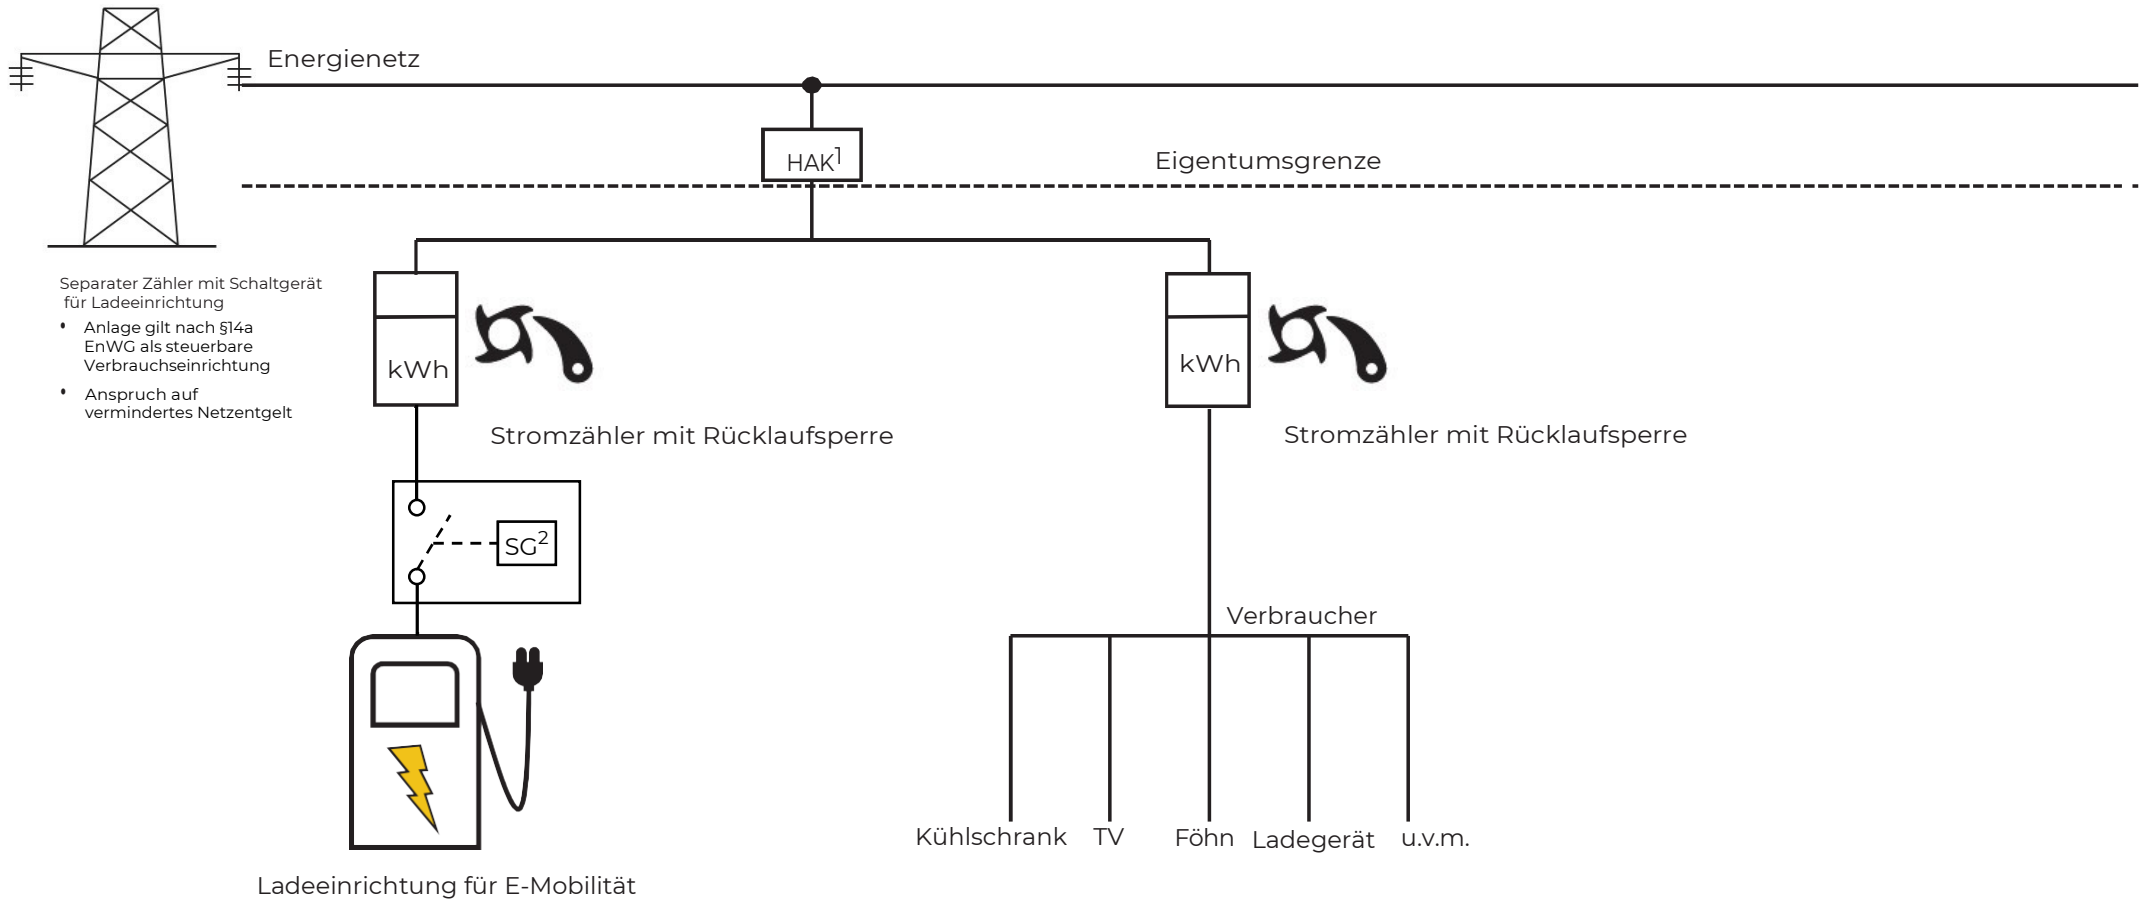 Energienetz
HAK¹
Eigentumsgrenze
Separater Zähler mit Schaltgerät
für Ladeeinrichtung
• Anlage gilt nach §14a
EnWG als steuerbare
Verbrauchseinrichtung
• Anspruch auf
vermindertes Netzentgelt
kWh
Stromzähler mit Rücklaufsperre
kWh
Stromzähler mit Rücklaufsperre
SG²
Verbraucher
Kühlschrank
TV
Föhn
Ladegerät
u.v.m.
Ladeeinrichtung für E-Mobilität